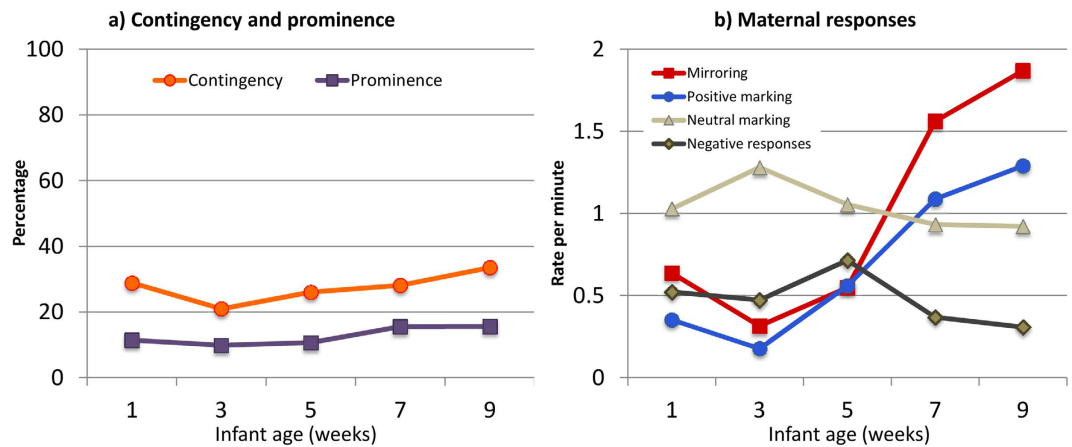 a) Contingency and prominence
100
80
60
40
20
0
Percentage
Contingency
Prominence
1 3 5 7 9
Infant age (weeks)
b) Maternal responses
2
1.5
1
0.5
0
Rate per minute
Mirroring
Positive marking
Neutral marking
Negative responses
1 3 5 7 9
Infant age (weeks)